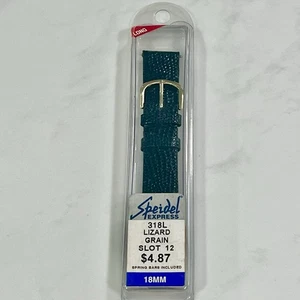 LONG
Speidel
EXPRESS
318L
LIZARD
GRAIN
SLOT 12
$4.87
SPRING BARS INCLUDED
18MM